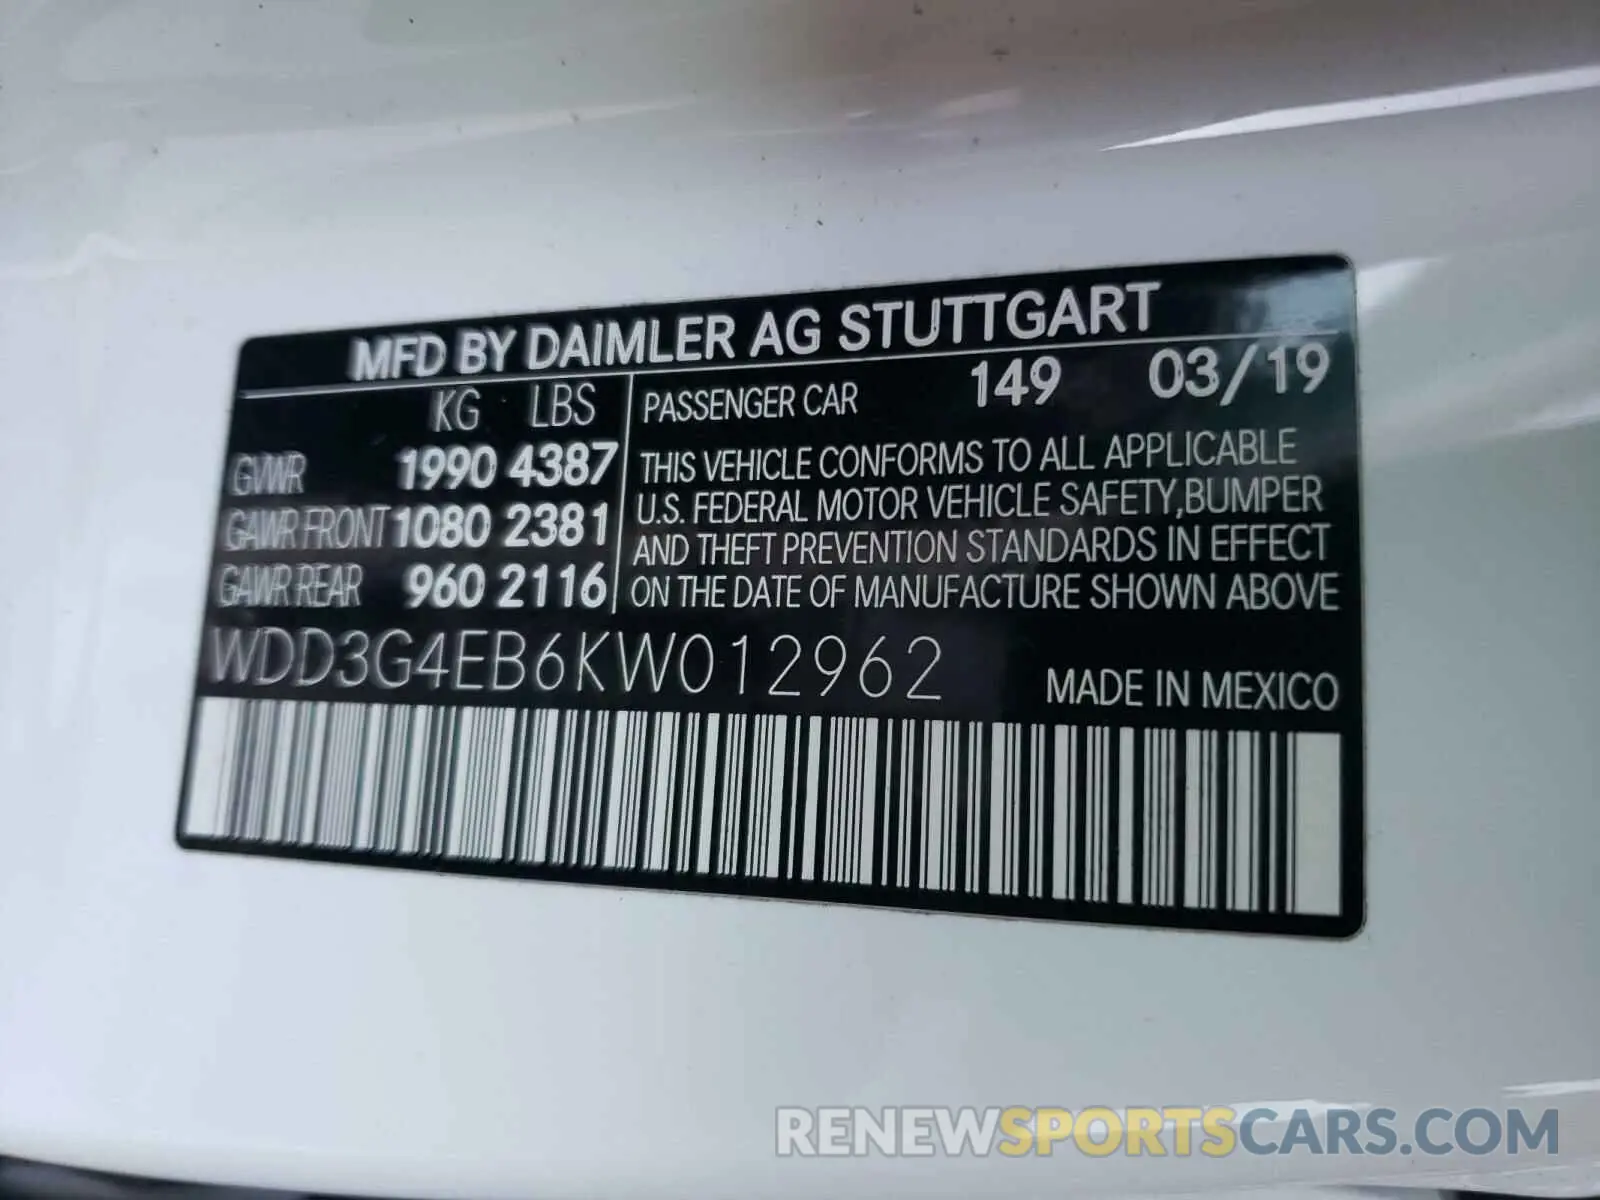 MFD BY DAIMLER AG STUTTGART
KG LBS
GVWR 1990 4387
GAWR FRONT 1080 2381
GAWR REAR 960 2116
PASSENGER CAR 149 03/19
THIS VEHICLE CONFORMS TO ALL APPLICABLE
U.S. FEDERAL MOTOR VEHICLE SAFETY,BUMPER
AND THEFT PREVENTION STANDARDS IN EFFECT
ON THE DATE OF MANUFACTURE SHOWN ABOVE
WDD3G4EB6KW012962
MADE IN MEXICO
RENEWSPORTSCARS.COM